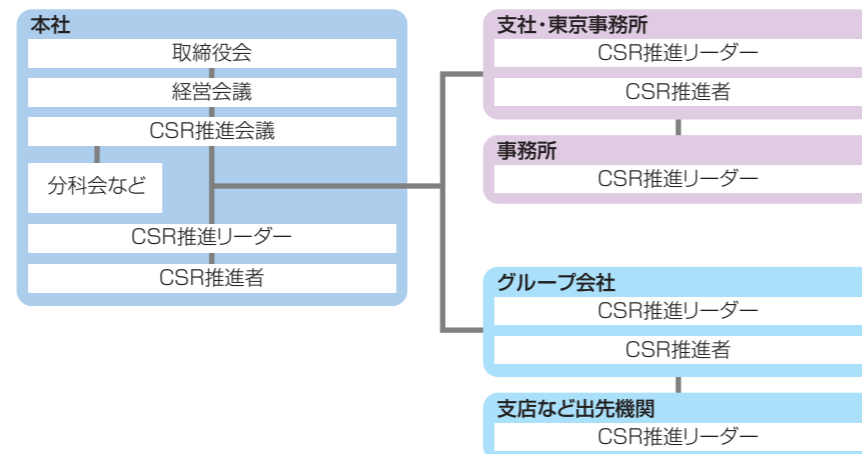 本社
取締役会
経営会議
CSR推進会議
分科会など
CSR推進リーダー
CSR推進者
支社・東京事務所
CSR推進リーダー
CSR推進者
事務所
CSR推進リーダー
グループ会社
CSR推進リーダー
CSR推進者
支店など出先機関
CSR推進リーダー